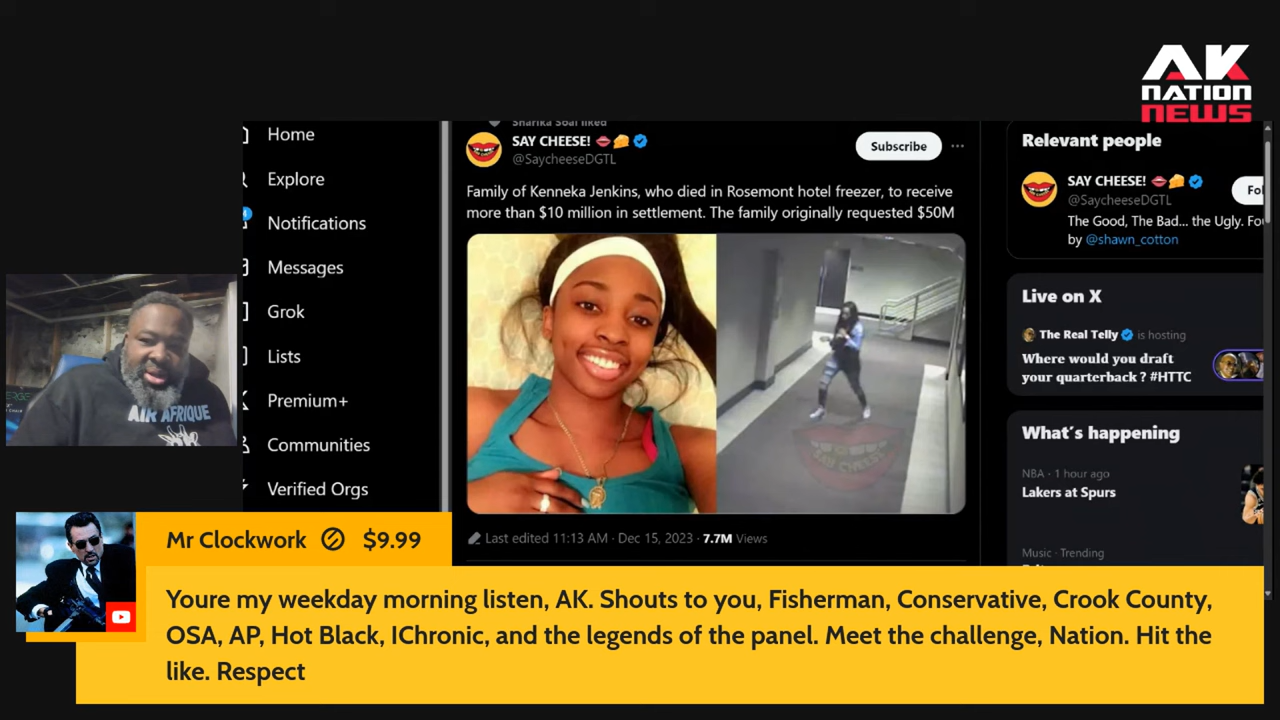 AK
NATION
NEWS
Home
Explore
Notifications
Messages
Grok
Lists
Premium+
Communities
Verified Orgs
Sharika Soal liked
SAY CHEESE!
@SaycheeseDGTL
Subscribe
Family of Kenneka Jenkins, who died in Rosemont hotel freezer, to receive
more than $10 million in settlement. The family originally requested $50M
SAY CHEESE
Last edited 11:13 AM · Dec 15, 2023 · 7.7M Views
Relevant people
SAY CHEESE!
@SaycheeseDGTL
Fo
The Good, The Bad... the Ugly. Fo
by @shawn_cotton
Live on X
The Real Telly is hosting
Where would you draft
your quarterback ? #HTTC
What's happening
NBA · 1 hour ago
Lakers at Spurs
Music · Trending
AIR AFRIQUE
Mr Clockwork $9.99
Youre my weekday morning listen, AK. Shouts to you, Fisherman, Conservative, Crook County,
OSA, AP, Hot Black, IChronic, and the legends of the panel. Meet the challenge, Nation. Hit the
like. Respect